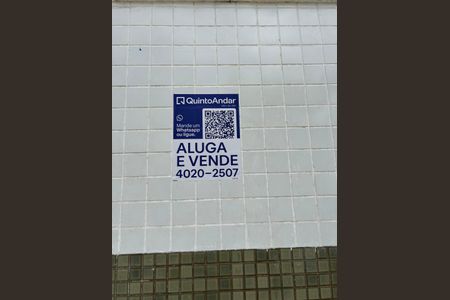 QuintoAndar
Mande um
Whatsapp
ou ligue.
ALUGA
E VENDE
4020-2507